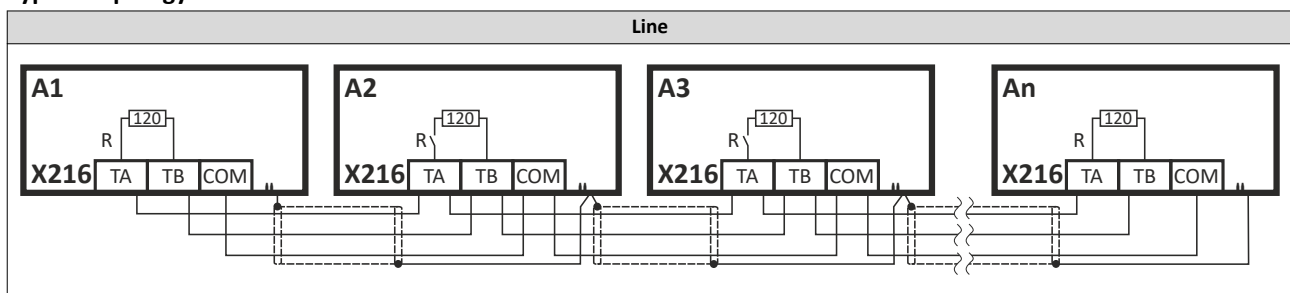 Line
A1
A2
A3
An
120
120
120
120
R
R
R
R
X216 TA TB COM
X216 TA TB COM
X216 TA TB COM
X216 TA TB COM